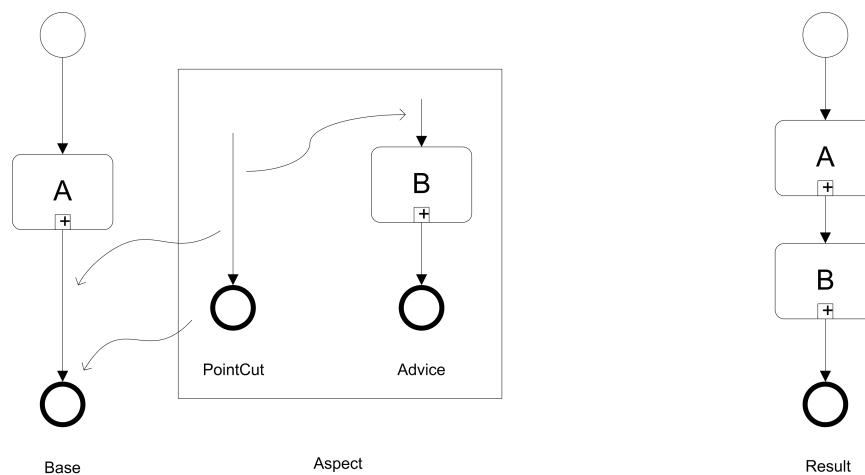 A
+
PointCut
B
+
Advice
Base
Aspect
A
+
B
+
Result